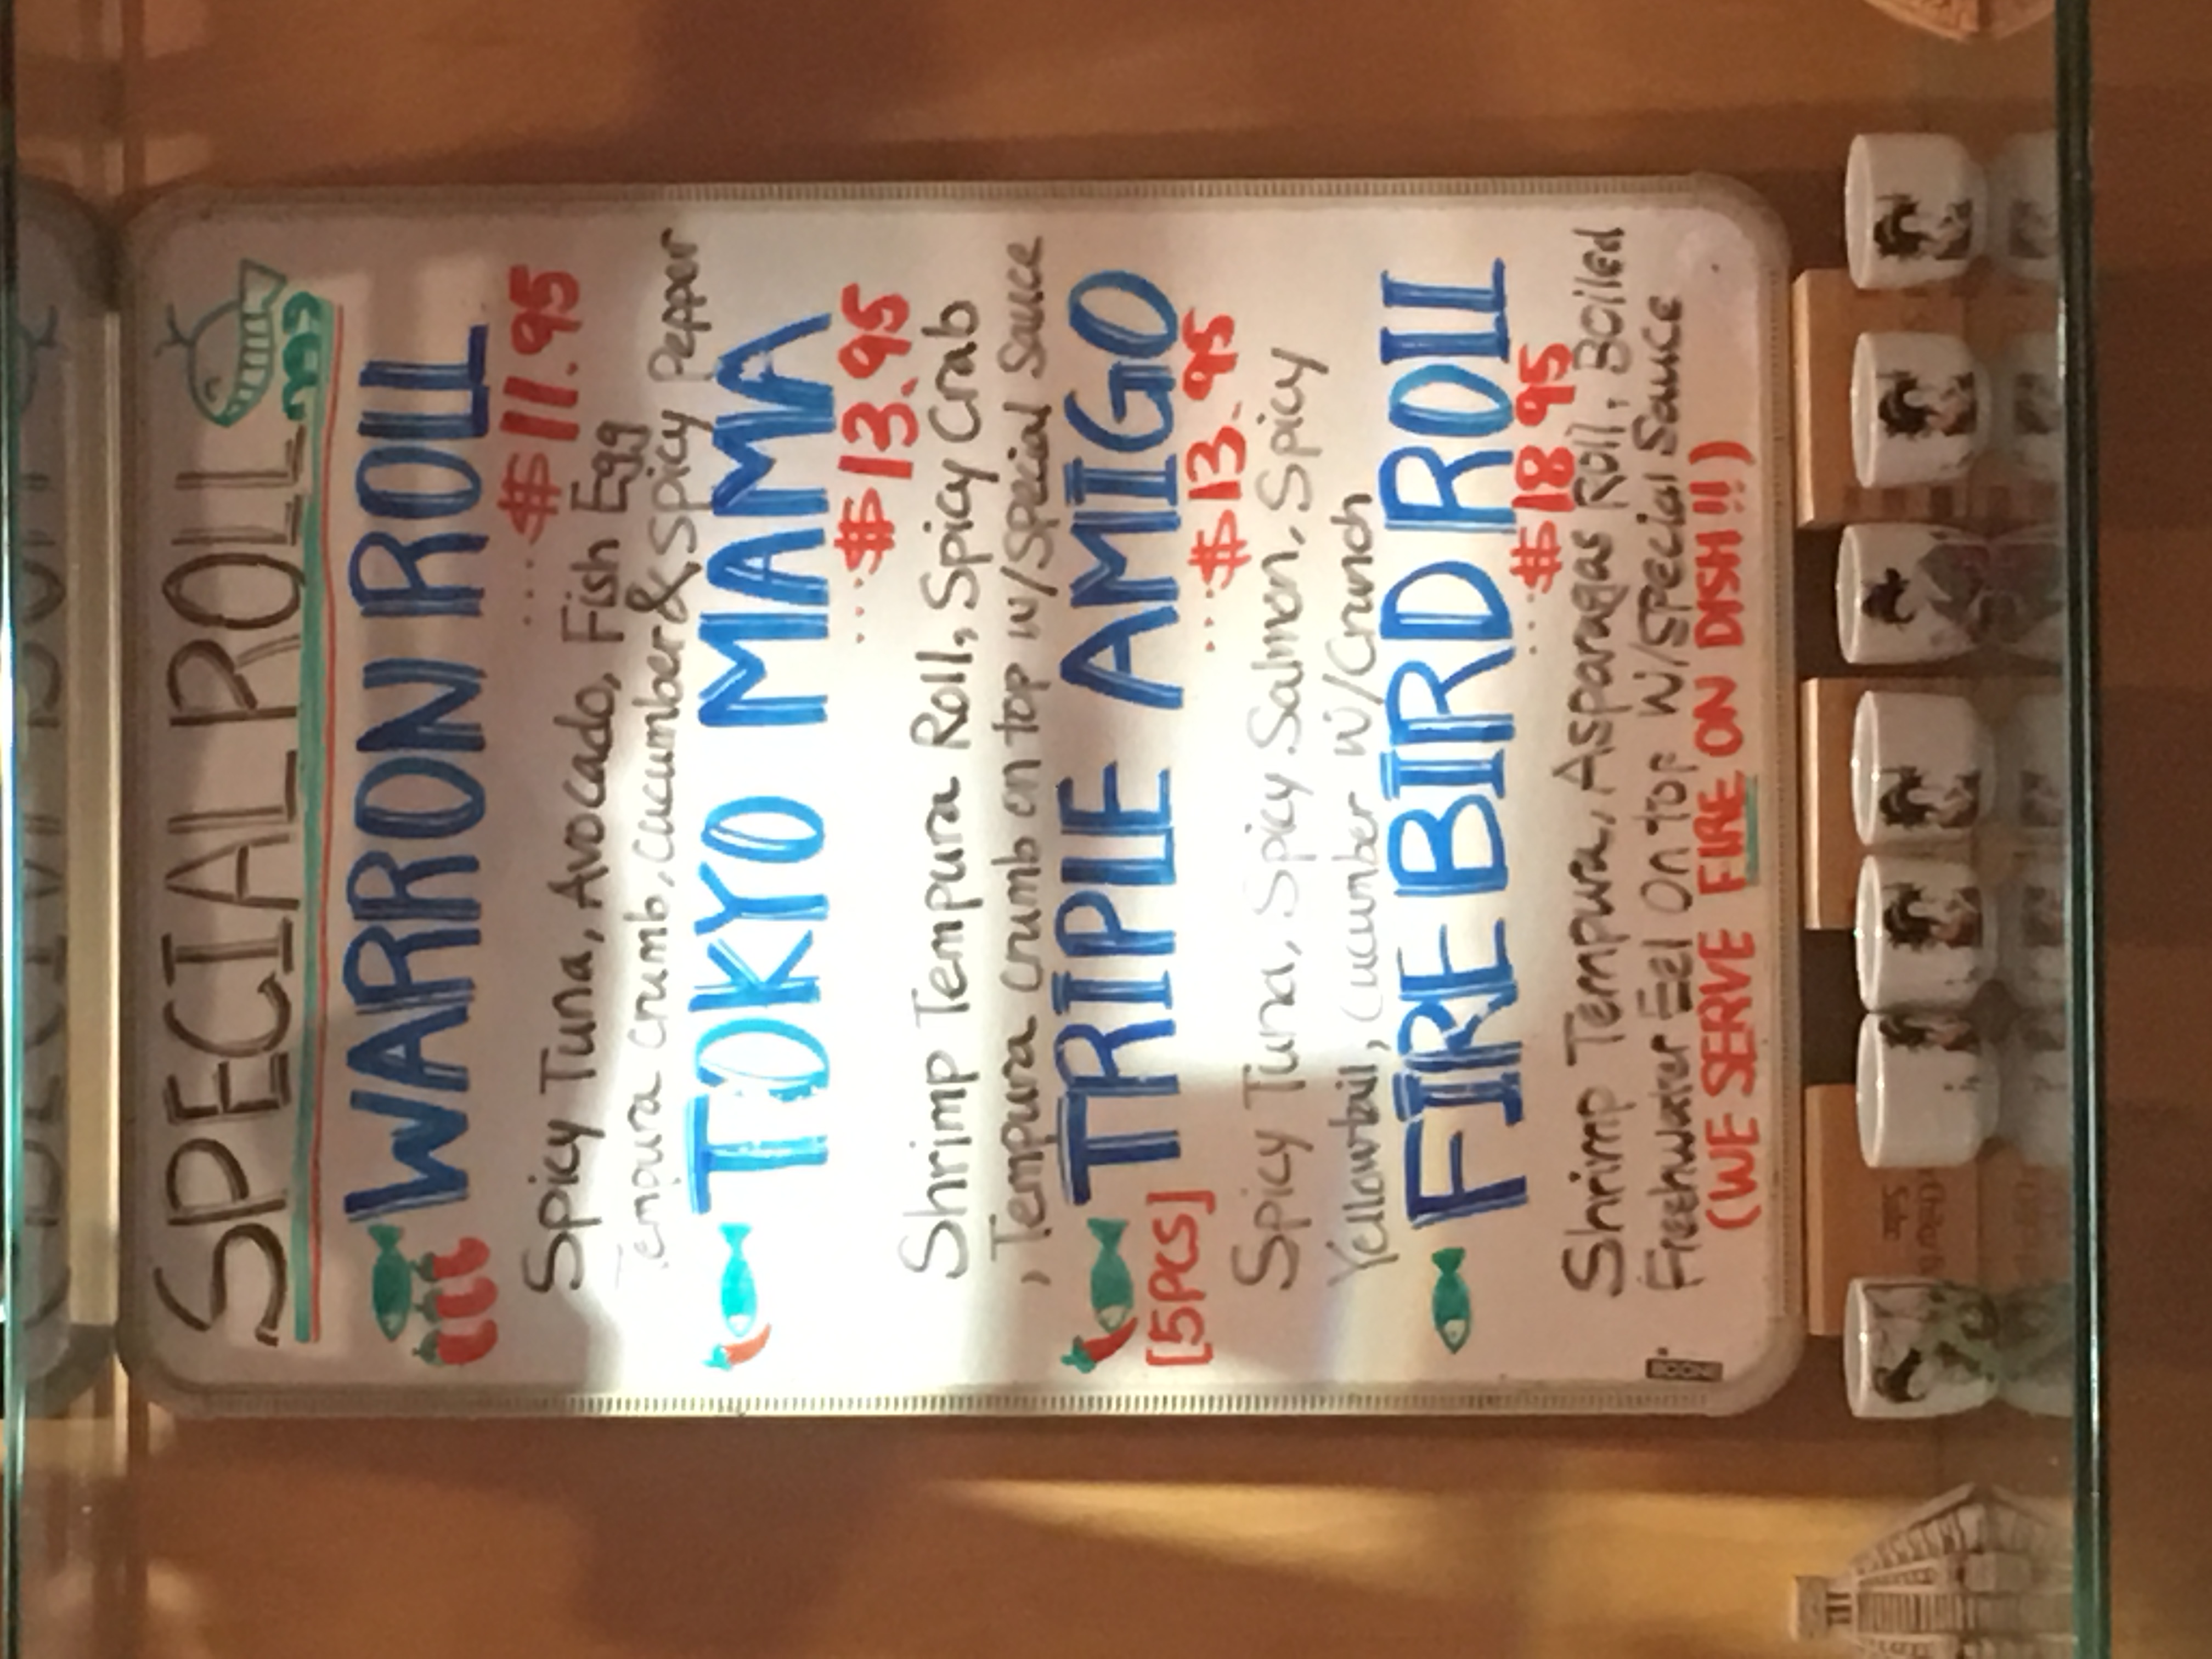 SPECIAL ROLL
WARRON ROLL
...$11.95
Spicy Tuna, Avocado, Fish Egg
Tempura crumb, cucumber & Spicy Pepper
TOKYO MAMA
...$13.95
Shrimp Tempura Roll, Spicy Crab
, Tempura crumb on top w/Special Sauce
TRIPLE AMIGO
[5PCS]
...$13.95
Spicy Tuna, Spicy Salmon, Spicy
Yellowtail, Cucumber W/Crunch
FIRE BIRD ROLL
...$18.95
Shrimp Tempura, Asparagas Roll, Boiled
Freshwater Eel On top W/Special Sauce
(WE SERVE FIRE ON DISH!!)